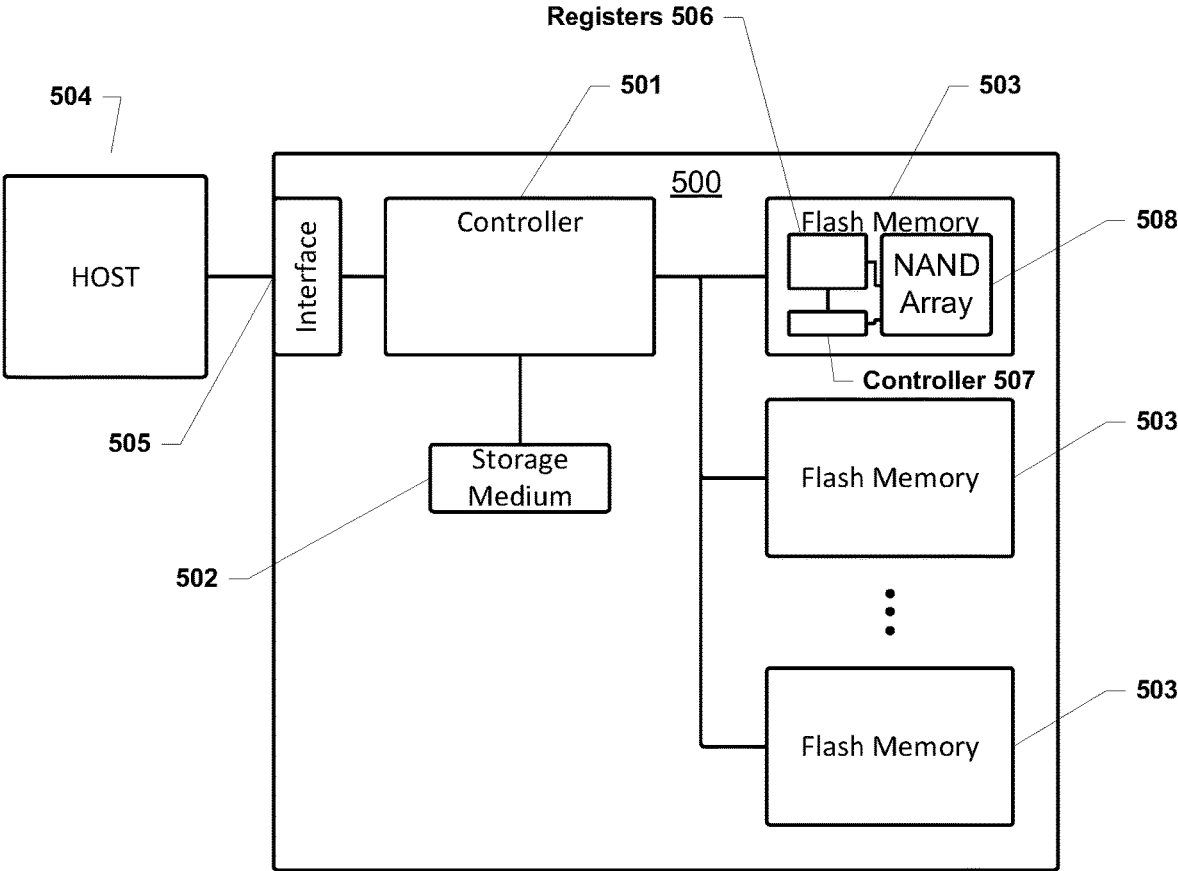 Registers 506
504
501
503
500
HOST
Interface
Controller
Flash Memory
508
NAND
Array
Controller 507
505
Storage
Medium
502
503
Flash Memory
503
Flash Memory